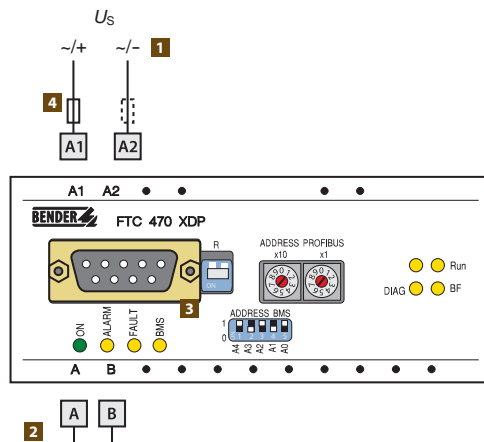 Us
~/+ ~/– 1
4
A1 A2
A1 A2
BENDER FTC 470 XDP
R
ON
3
ADDRESS PROFIBUS
x10 x1
Run
DIAG BF
ON ALARM FAULT BMS
ADDRESS BMS
1
0
A4 A3 A2 A1 A0
A B
2 A B